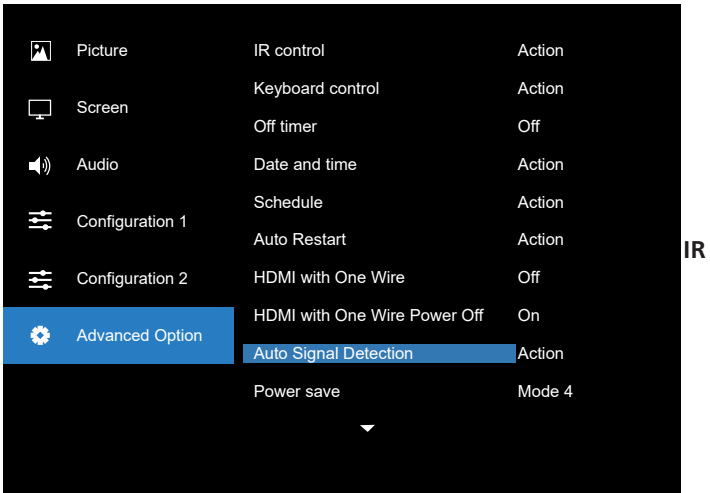 Picture
Screen
Audio
Configuration 1
Configuration 2
Advanced Option
IR control Action
Keyboard control Action
Off timer Off
Date and time Action
Schedule Action
Auto Restart Action
HDMI with One Wire Off
HDMI with One Wire Power Off On
Auto Signal Detection Action
Power save Mode 4
IR